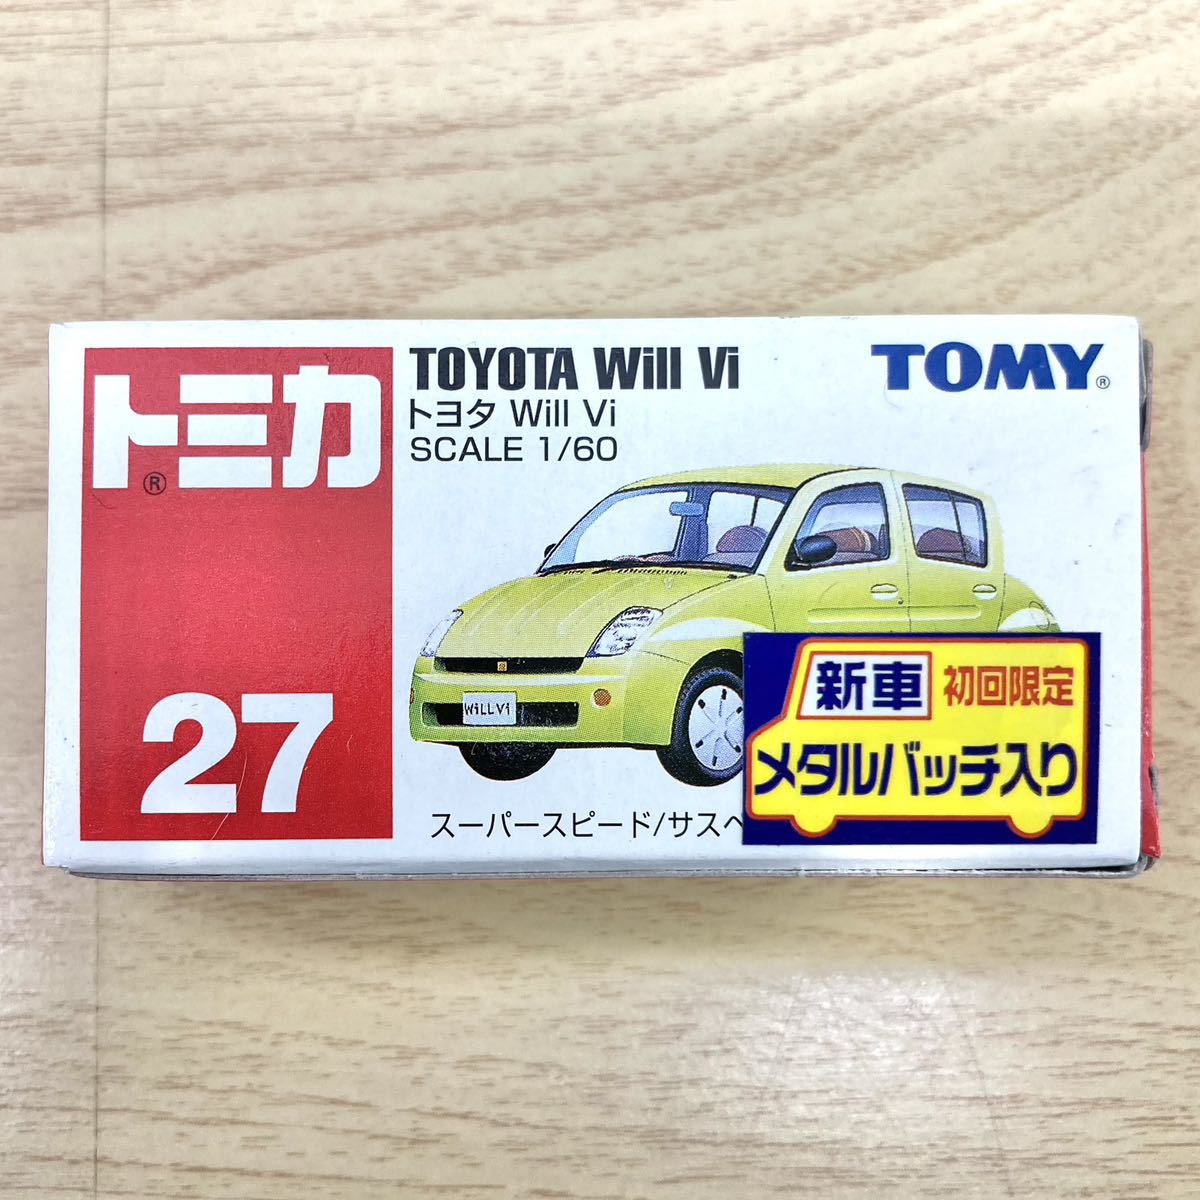 トミカ®
27
TOYOTA Will Vi
トヨタ Will Vi
SCALE 1/60
TOMY®
WiLLVi
新車 初回限定
メタルバッチ入り
スーパースピード/サスペ